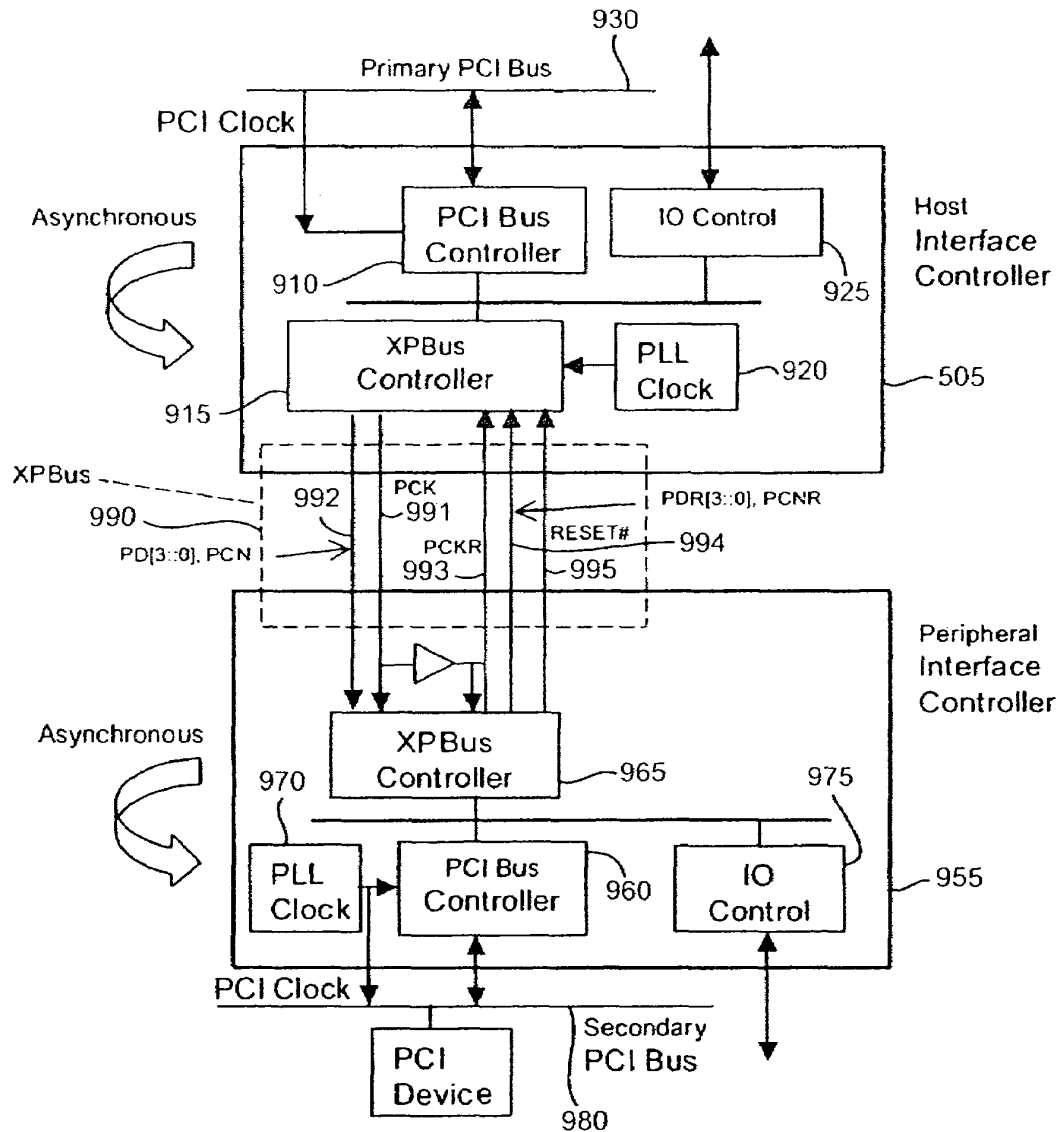 930
Primary PCI Bus
PCI Clock
Asynchronous
PCI Bus
Controller
910
IO Control
925
Host
Interface
Controller
XPBus
Controller
915
PLL
Clock
920
505
XPBus
990
992
PCK
991
PD[3::0], PCN
PCKR
993
PDR[3::0], PCNR
RESET#
994
995
Peripheral
Interface
Controller
Asynchronous
XPBus
Controller
965
970
975
PLL
Clock
PCI Bus
Controller
960
IO
Control
955
PCI Clock
Secondary
PCI Bus
PCI
Device
980